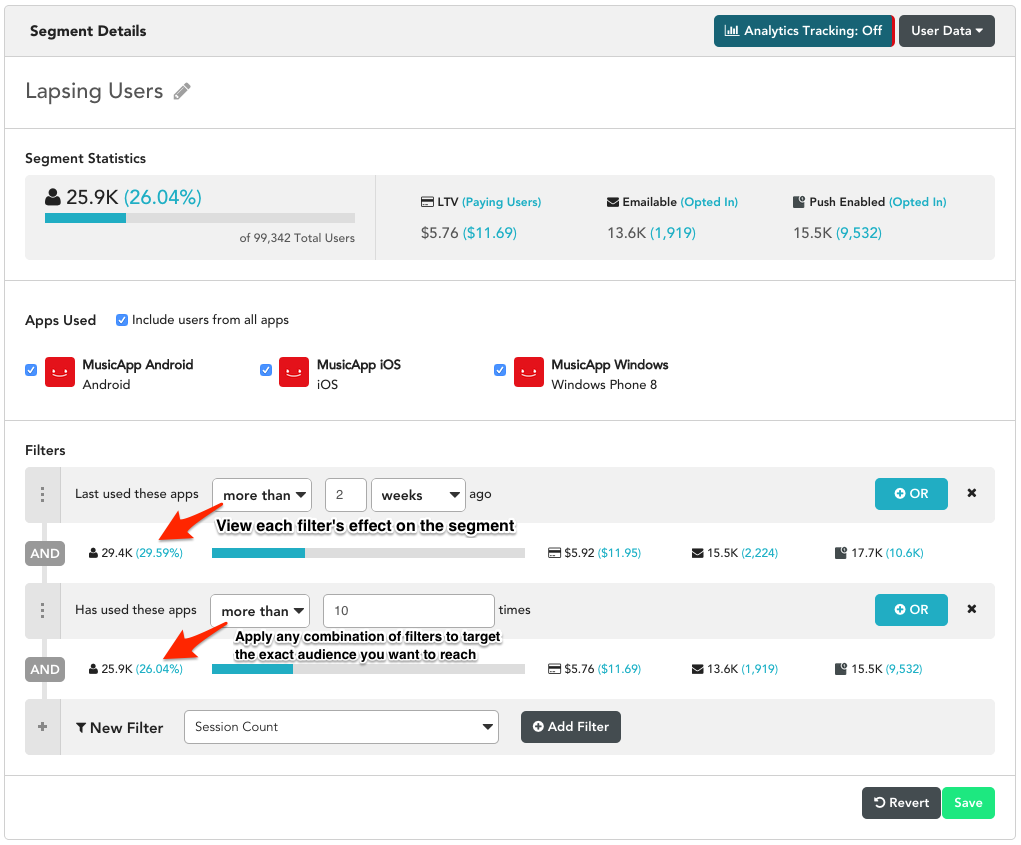 Segment Details
Analytics Tracking: Off
User Data
Lapsing Users
Segment Statistics
25.9K (26.04%)
of 99,342 Total Users
LTV (Paying Users)
$5.76 ($11.69)
Emailable (Opted In)
13.6K (1,919)
Push Enabled (Opted In)
15.5K (9,532)
Apps Used
Include users from all apps
MusicApp Android
Android
MusicApp iOS
iOS
MusicApp Windows
Windows Phone 8
Filters
Last used these apps more than 2 weeks ago
OR
View each filter's effect on the segment
AND 29.4K (29.59%) $5.92 ($11.95) 15.5K (2,224) 17.7K (10.6K)
Has used these apps more than 10 times
OR
Apply any combination of filters to target
the exact audience you want to reach
AND 25.9K (26.04%) $5.76 ($11.69) 13.6K (1,919) 15.5K (9,532)
New Filter Session Count Add Filter
Revert Save